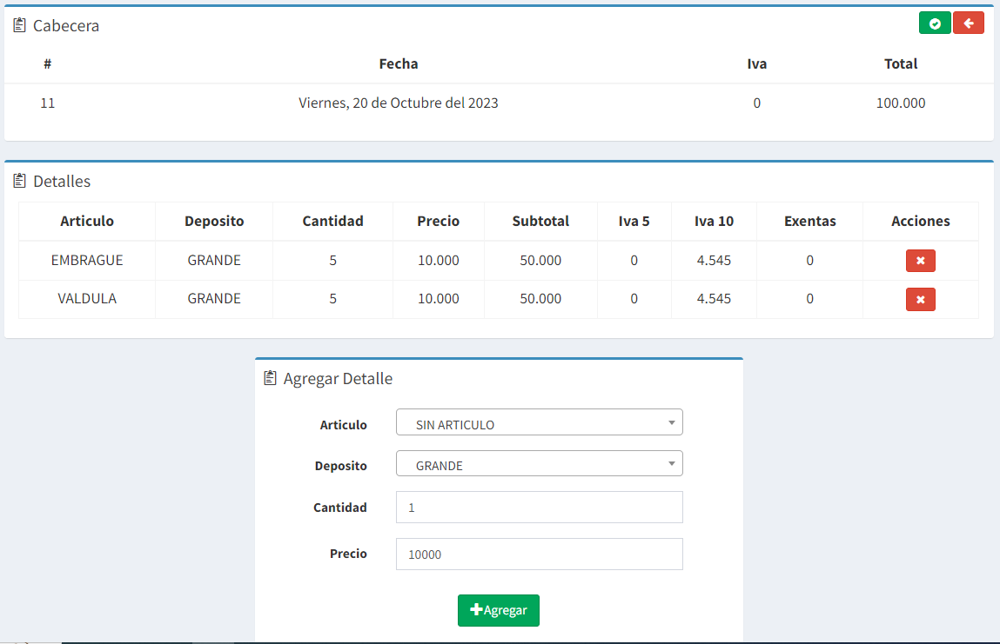 Cabecera
# Fecha Iva Total
11 Viernes, 20 de Octubre del 2023 0 100.000
Detalles
Articulo Deposito Cantidad Precio Subtotal Iva 5 Iva 10 Exentas Acciones
EMBRAGUE GRANDE 5 10.000 50.000 0 4.545 0
VALDULA GRANDE 5 10.000 50.000 0 4.545 0
Agregar Detalle
Articulo SIN ARTICULO
Deposito GRANDE
Cantidad 1
Precio 10000
Agregar